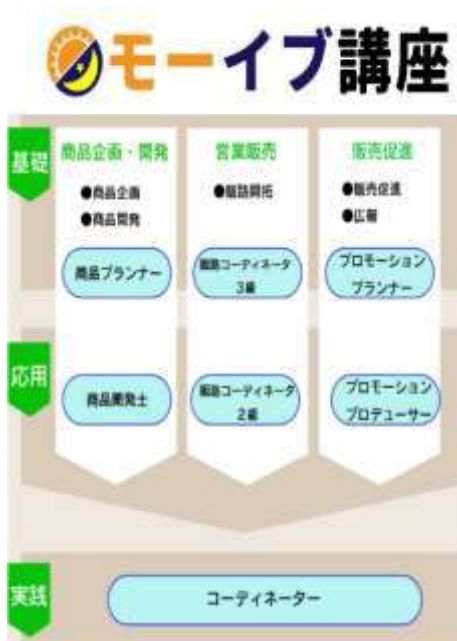 モーイブ講座
基礎
商品企画・開発
●商品企画
●商品開発
商品プランナー
営業販売
●販路開拓
販路コーディネータ
3級
販売促進
●販売促進
●広報
プロモーション
プランナー
応用
商品開発士
販路コーディネータ
2級
プロモーション
プロデューサー
実践
コーディネーター